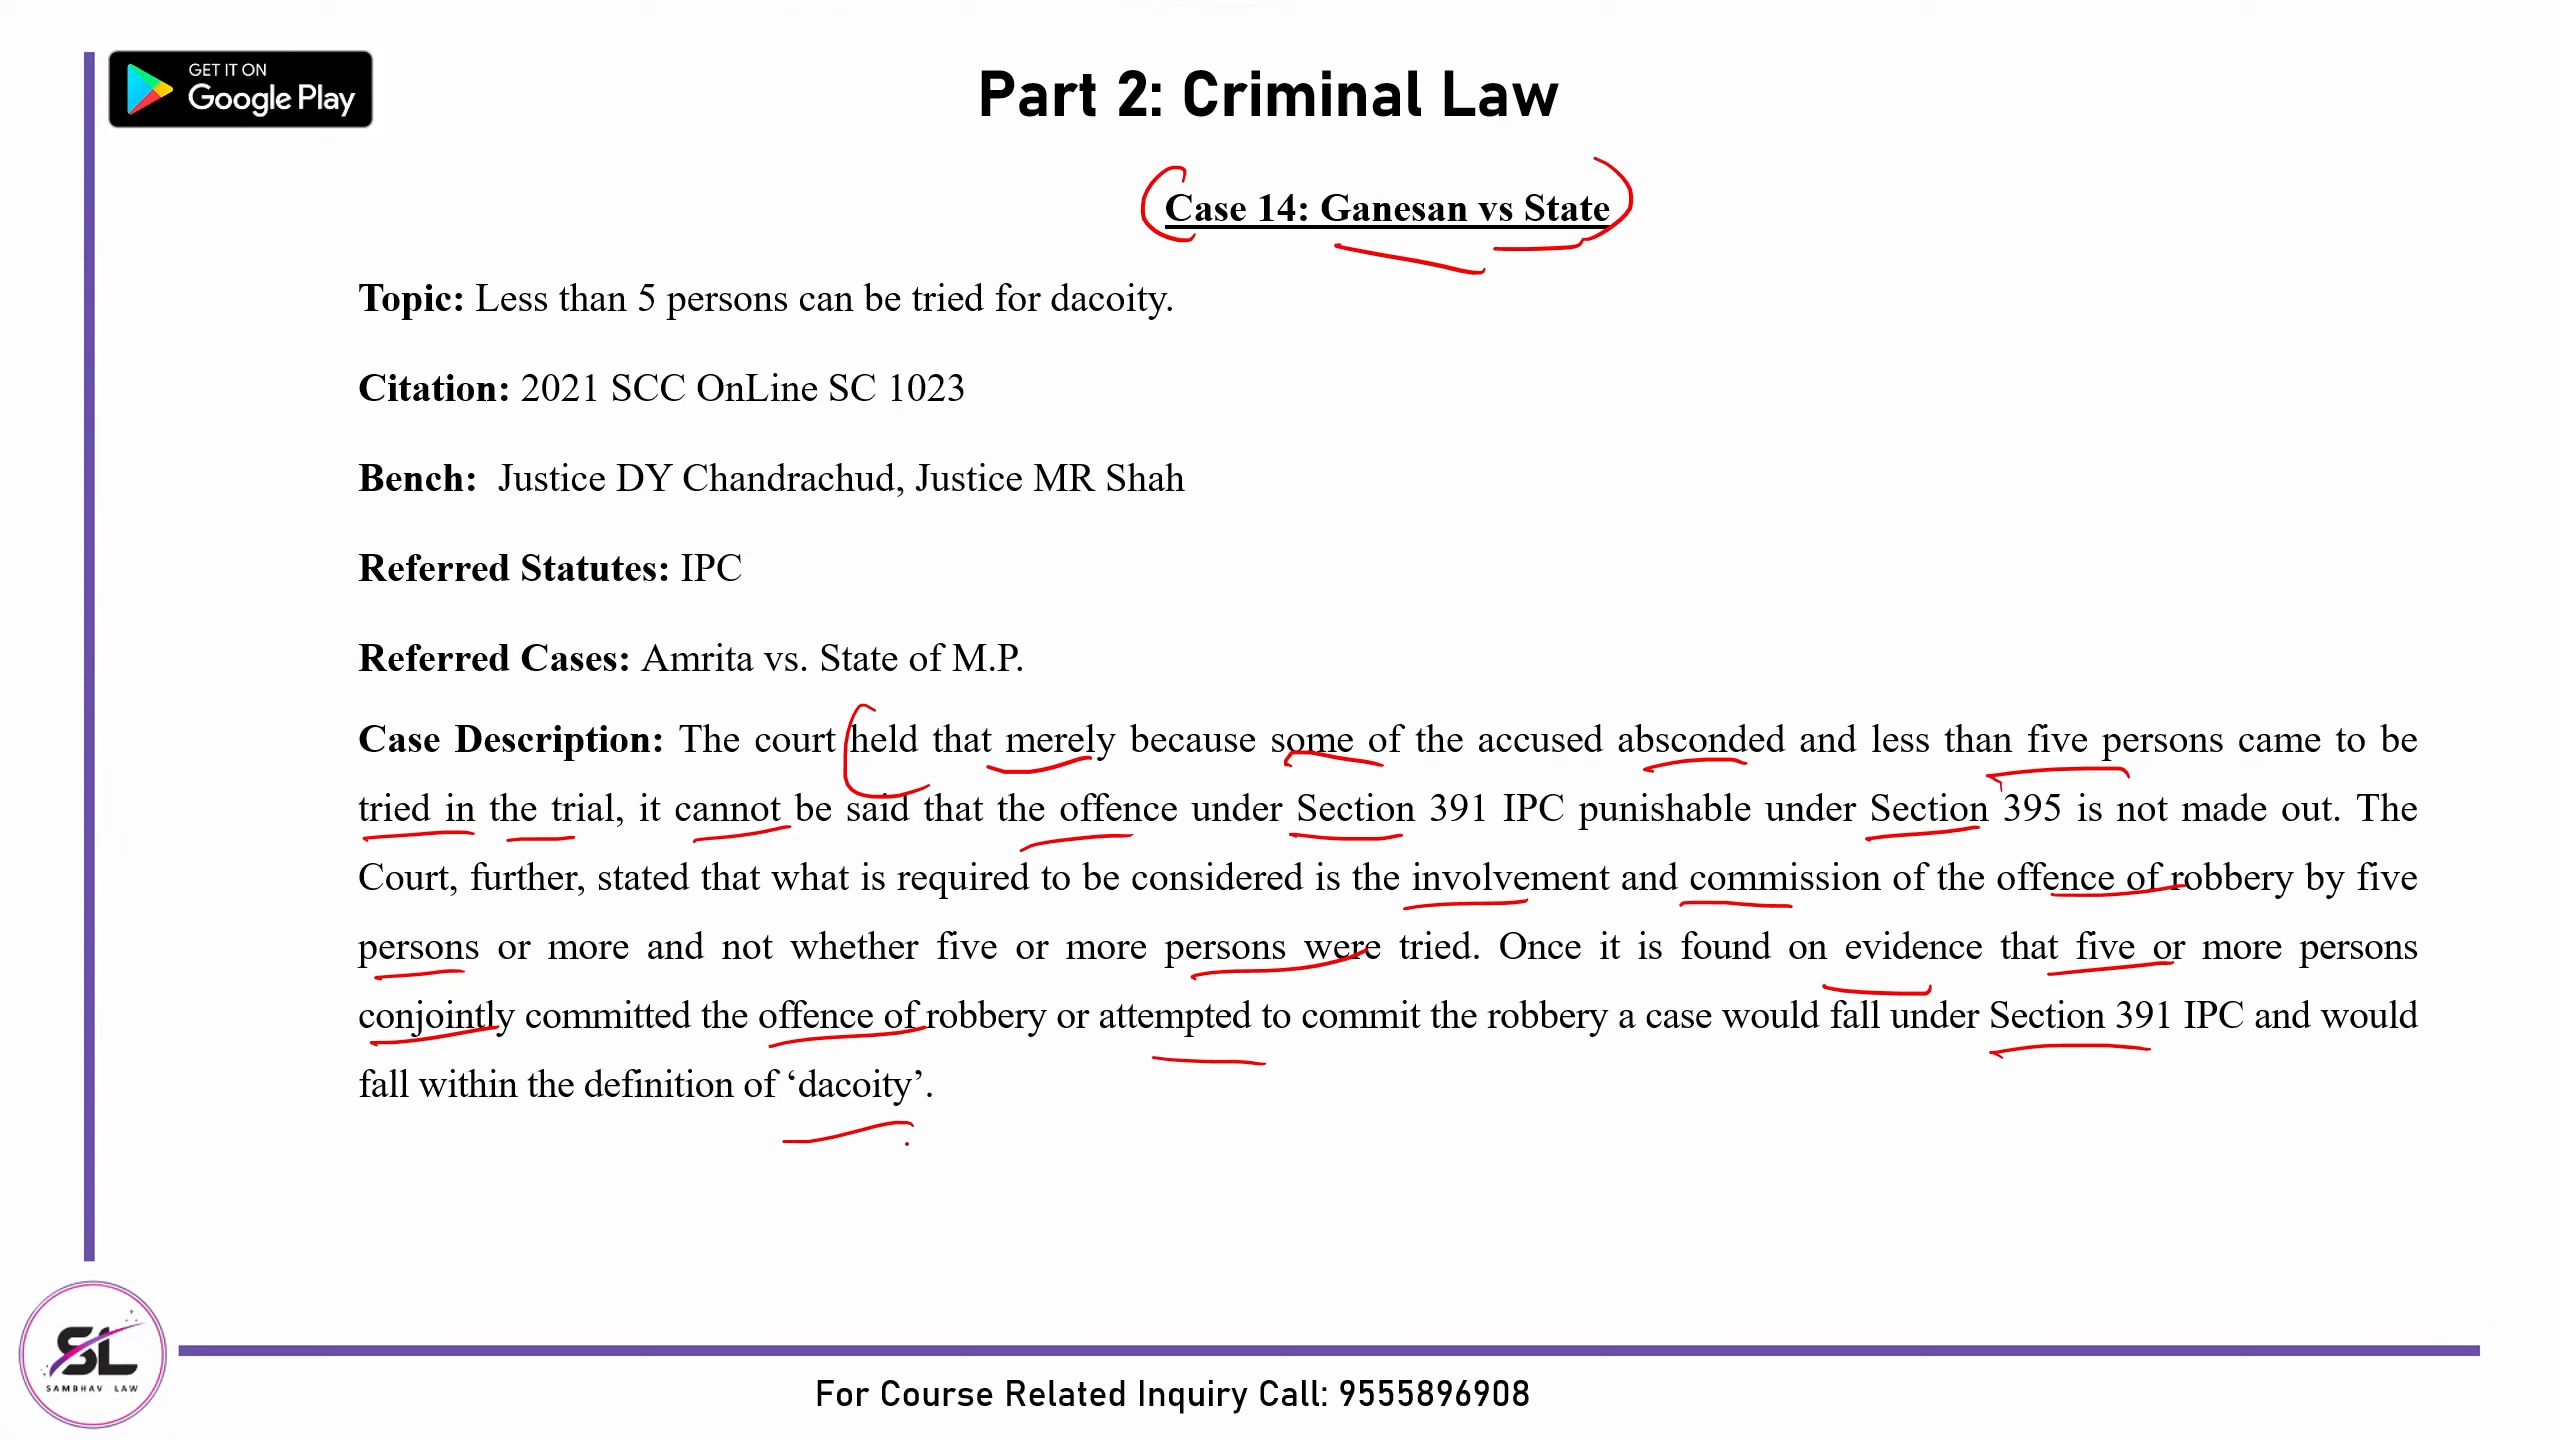 GET IT ON
Google Play
Part 2: Criminal Law
Case 14: Ganesan vs State
Topic: Less than 5 persons can be tried for dacoity.
Citation: 2021 SCC OnLine SC 1023
Bench: Justice DY Chandrachud, Justice MR Shah
Referred Statutes: IPC
Referred Cases: Amrita vs. State of M.P.
Case Description: The court held that merely because some of the accused absconded and less than five persons came to be
tried in the trial, it cannot be said that the offence under Section 391 IPC punishable under Section 395 is not made out. The
Court, further, stated that what is required to be considered is the involvement and commission of the offence of robbery by five
persons or more and not whether five or more persons were tried. Once it is found on evidence that five or more persons
conjointly committed the offence of robbery or attempted to commit the robbery a case would fall under Section 391 IPC and would
fall within the definition of ‘dacoity’.
SL
SAMBHAV LAW
For Course Related Inquiry Call: 9555896908